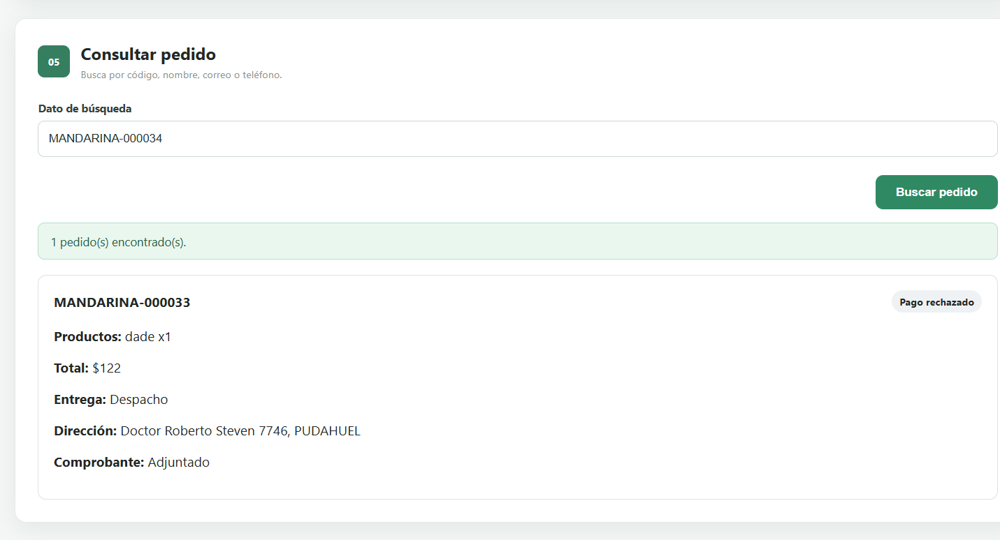 05
Consultar pedido
Busca por código, nombre, correo o teléfono.
Dato de búsqueda
MANDARINA-000034
Buscar pedido
1 pedido(s) encontrado(s).
MANDARINA-000033
Pago rechazado
Productos: dade x1
Total: $122
Entrega: Despacho
Dirección: Doctor Roberto Steven 7746, PUDAHUEL
Comprobante: Adjuntado